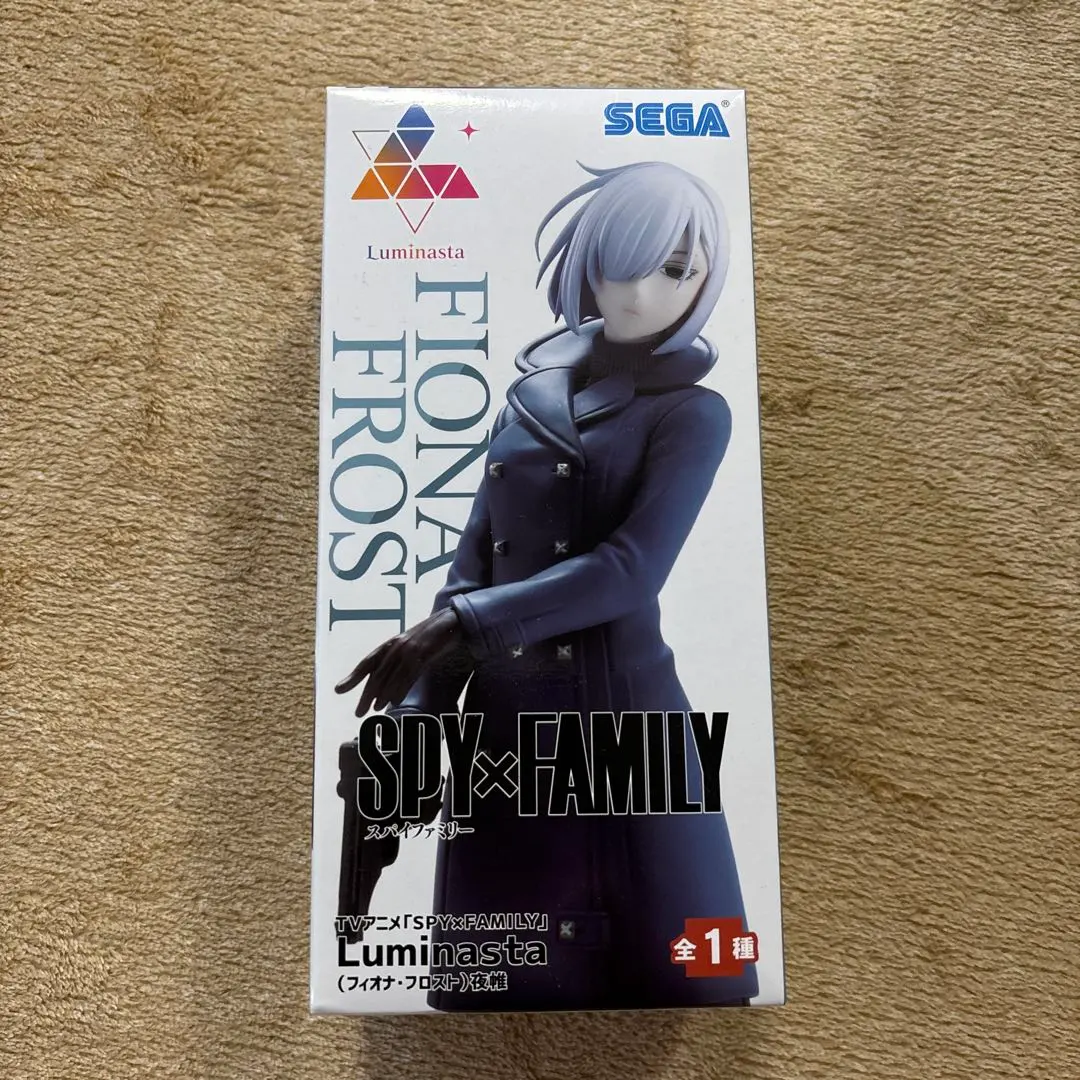 SEGA®
Luminasta
FIONA
FROST
SPY×FAMILY
スパイファミリー
TVアニメ「SPY×FAMILY」
Luminasta
(フィオナ・フロスト)夜帷
全1種